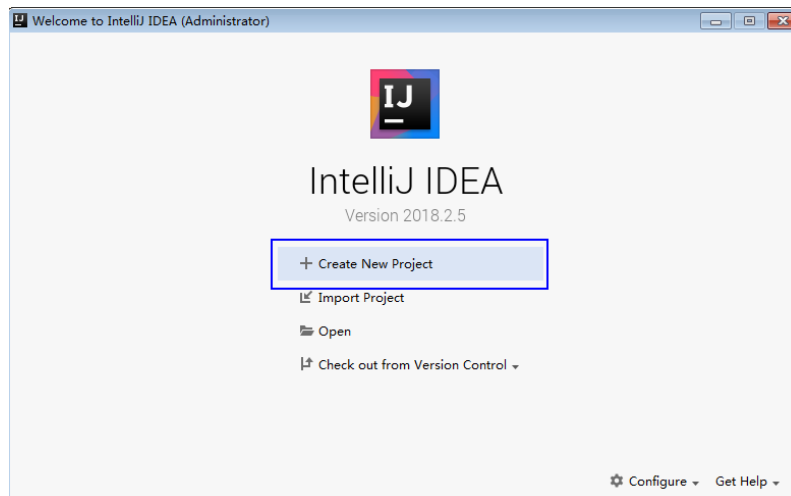 Welcome to IntelliJ IDEA (Administrator)
IJ
IntelliJ IDEA
Version 2018.2.5
Create New Project
Import Project
Open
Check out from Version Control
Configure Get Help